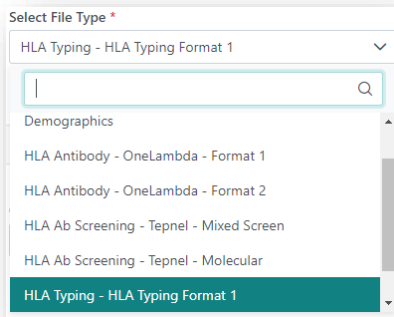 Select File Type *
HLA Typing - HLA Typing Format 1
Demographics
HLA Antibody - OneLambda - Format 1
HLA Antibody - OneLambda - Format 2
HLA Ab Screening - Tepnel - Mixed Screen
HLA Ab Screening - Tepnel - Molecular
HLA Typing - HLA Typing Format 1